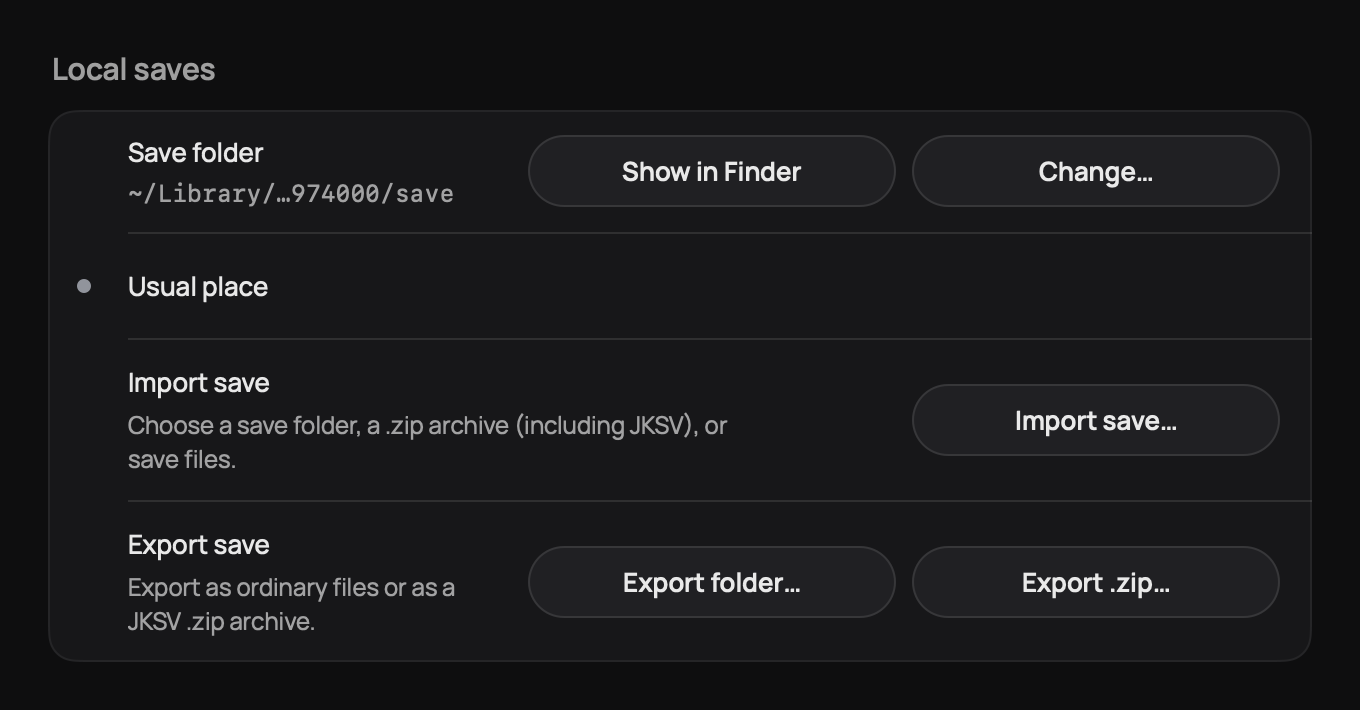 Local saves
Save folder
~/Library/…974000/save
Show in Finder
Change…
Usual place
Import save
Choose a save folder, a .zip archive (including JKSV), or
save files.
Import save…
Export save
Export as ordinary files or as a
JKSV .zip archive.
Export folder…
Export .zip…